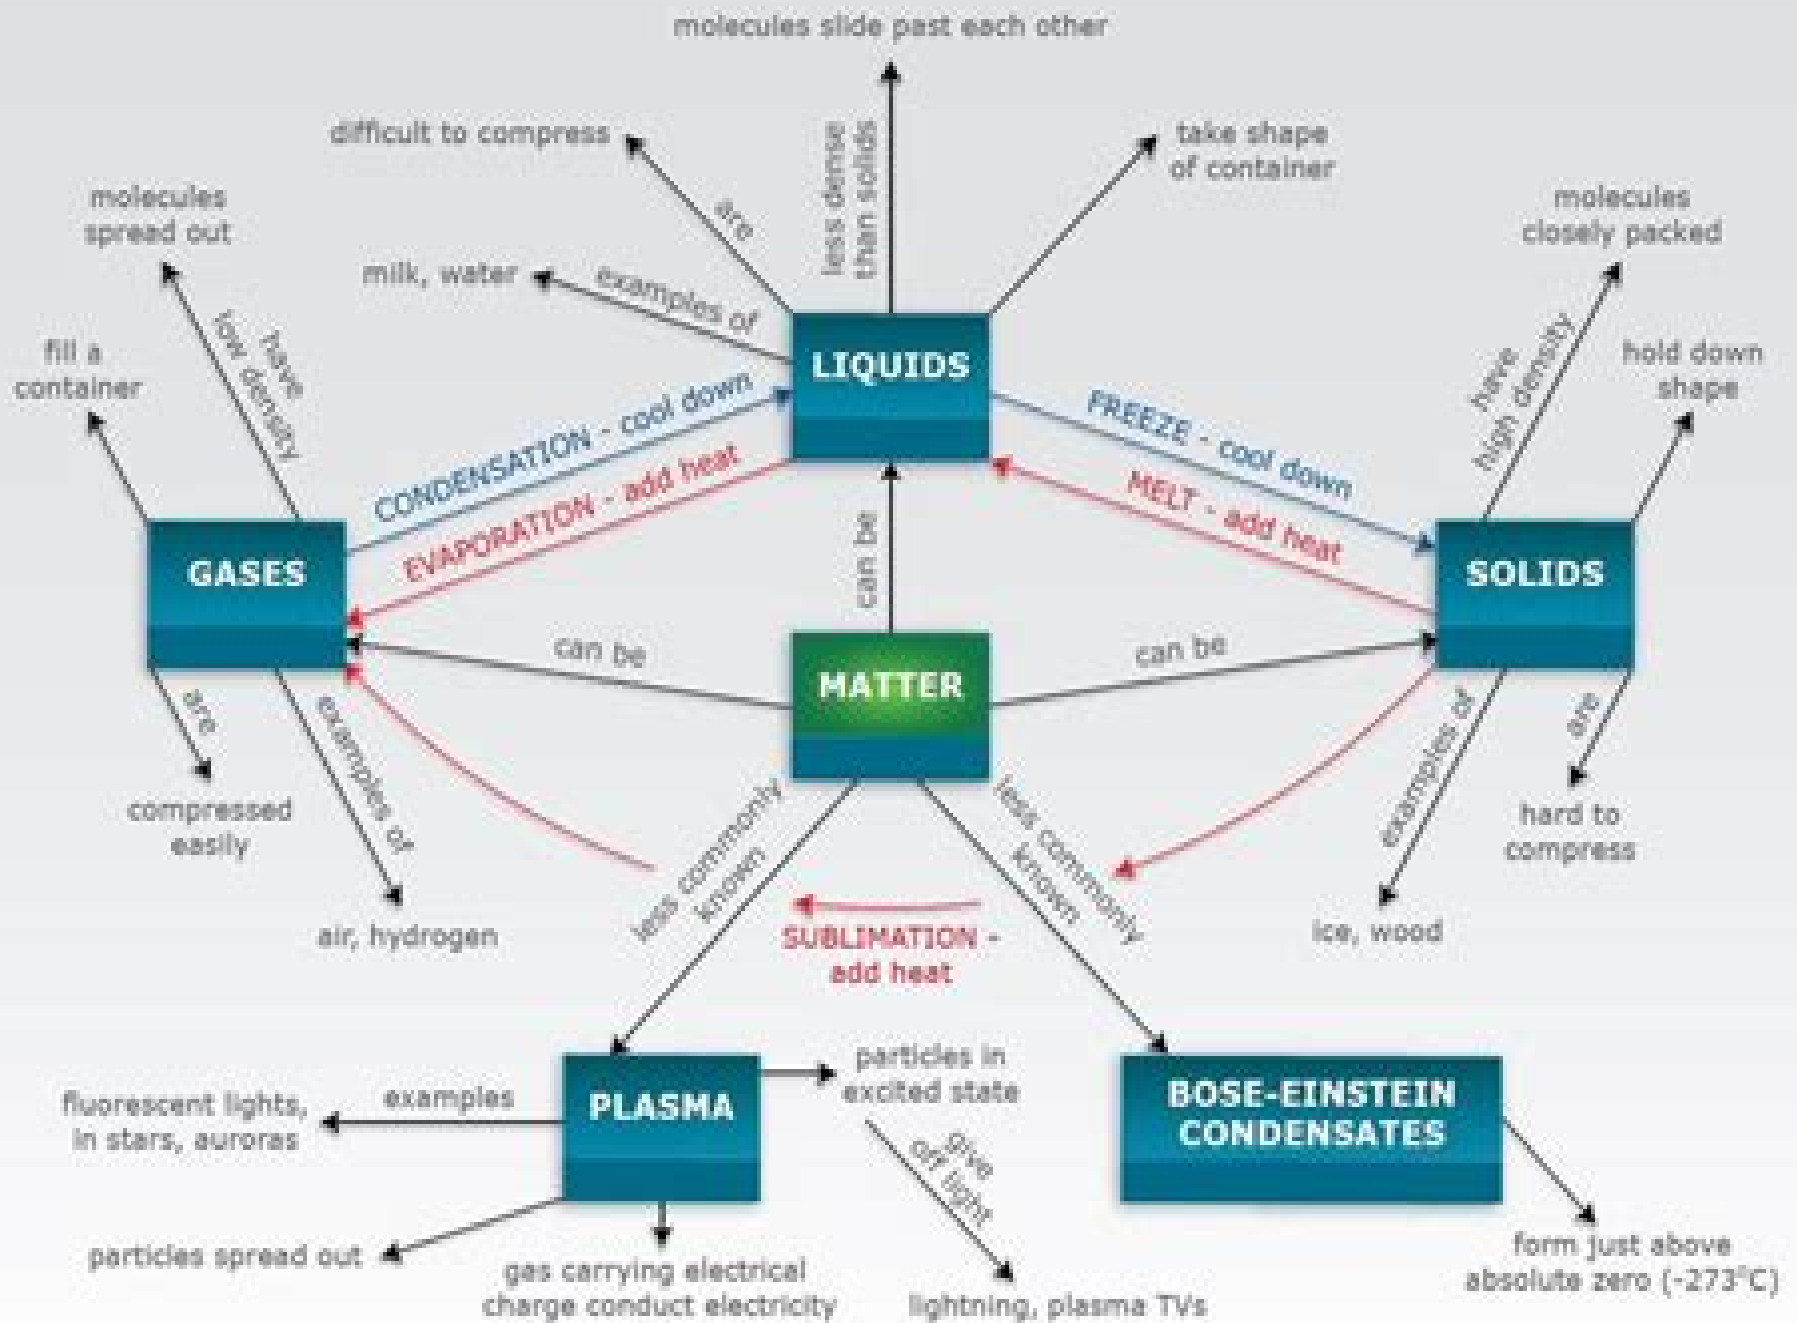 molecules slide past each other
difficult to compress
are
less dense
than solids
take shape
of container
molecules
spread out
milk, water
examples of
molecules
closely packed
fill a
container
have
low density
LIQUIDS
have
high density
hold down
shape
CONDENSATION - cool down
EVAPORATION - add heat
FREEZE - cool down
MELT - add heat
GASES
can be
SOLIDS
can be
MATTER
can be
are
compressed
easily
examples of
air, hydrogen
less commonly
known
less commonly
known
SUBLIMATION -
add heat
examples of
ice, wood
are
hard to
compress
PLASMA
particles in
excited state
examples
fluorescent lights,
in stars, auroras
BOSE-EINSTEIN
CONDENSATES
give
off light
particles spread out
gas carrying electrical
charge conduct electricity
lightning, plasma TVs
form just above
absolute zero (-273°C)